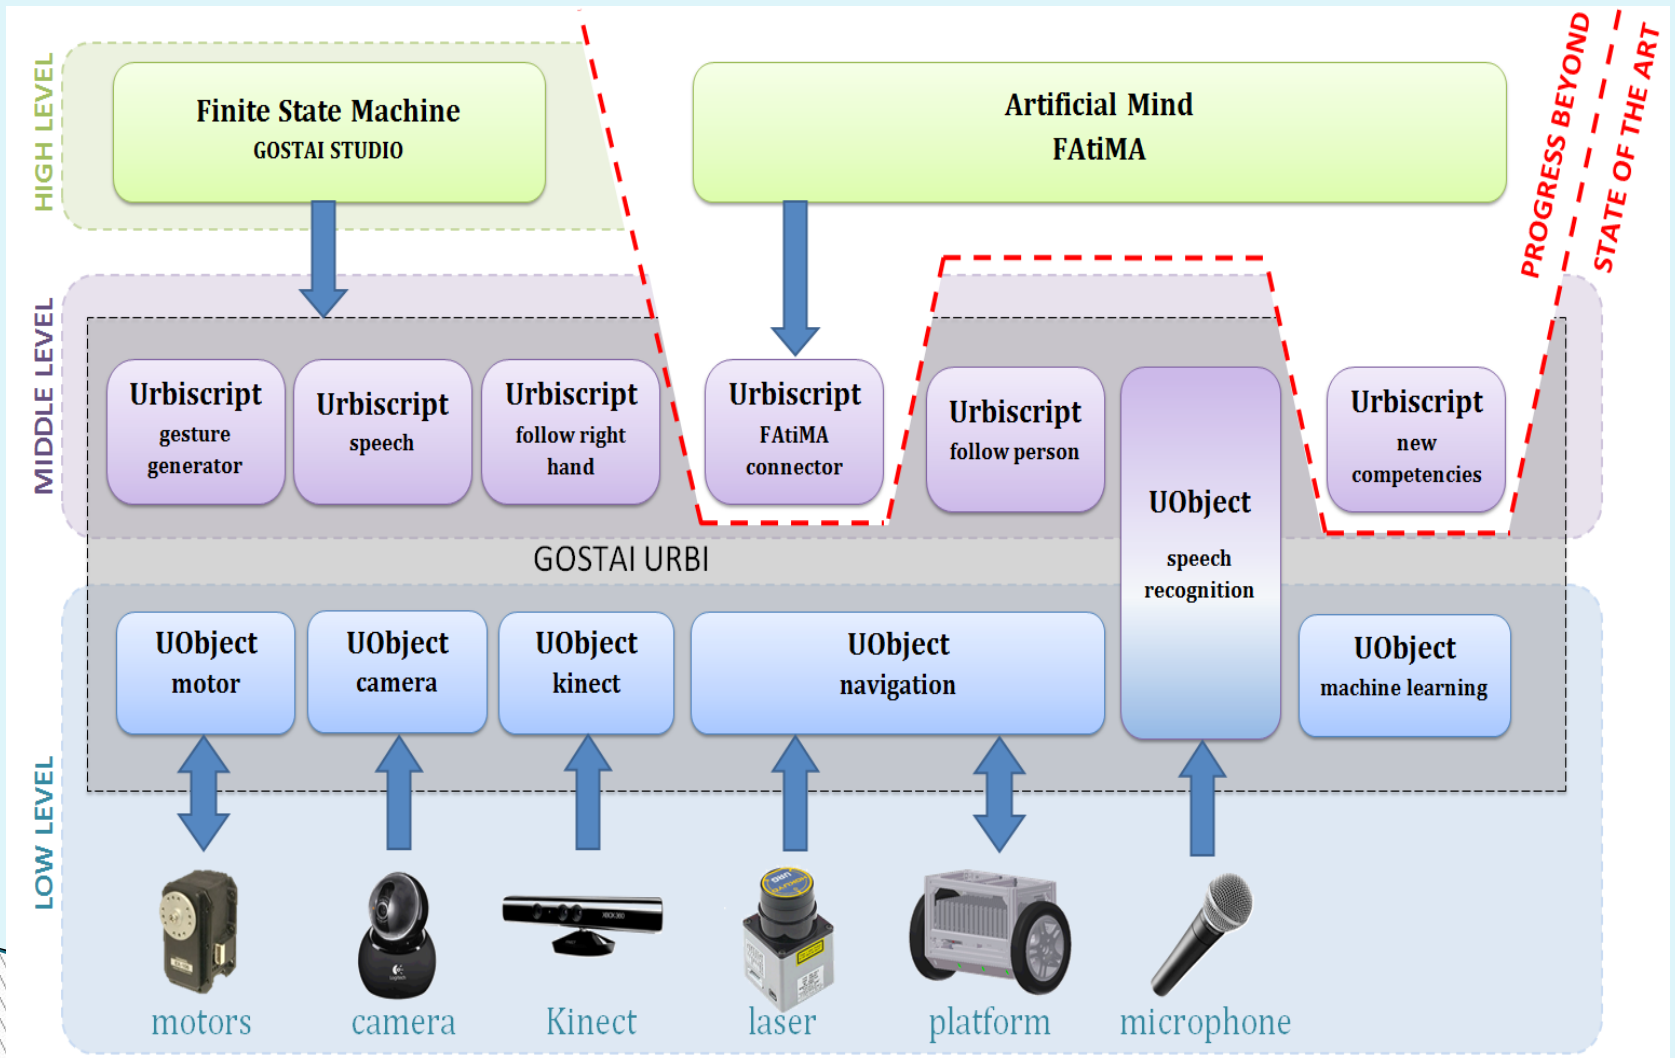 HIGH LEVEL
Finite State Machine
GOSTAI STUDIO
Artificial Mind
FAtiMA
PROGRESS BEYOND
STATE OF THE ART
MIDDLE LEVEL
Urbiscript
gesture
generator
Urbiscript
speech
Urbiscript
follow right
hand
Urbiscript
FAtiMA
connector
Urbiscript
follow person
UObject
speech
recognition
Urbiscript
new
competencies
GOSTAI URBI
LOW LEVEL
UObject
motor
UObject
camera
UObject
kinect
UObject
navigation
UObject
machine learning
XBOX 360
URG
motors
camera
Kinect
laser
platform
microphone